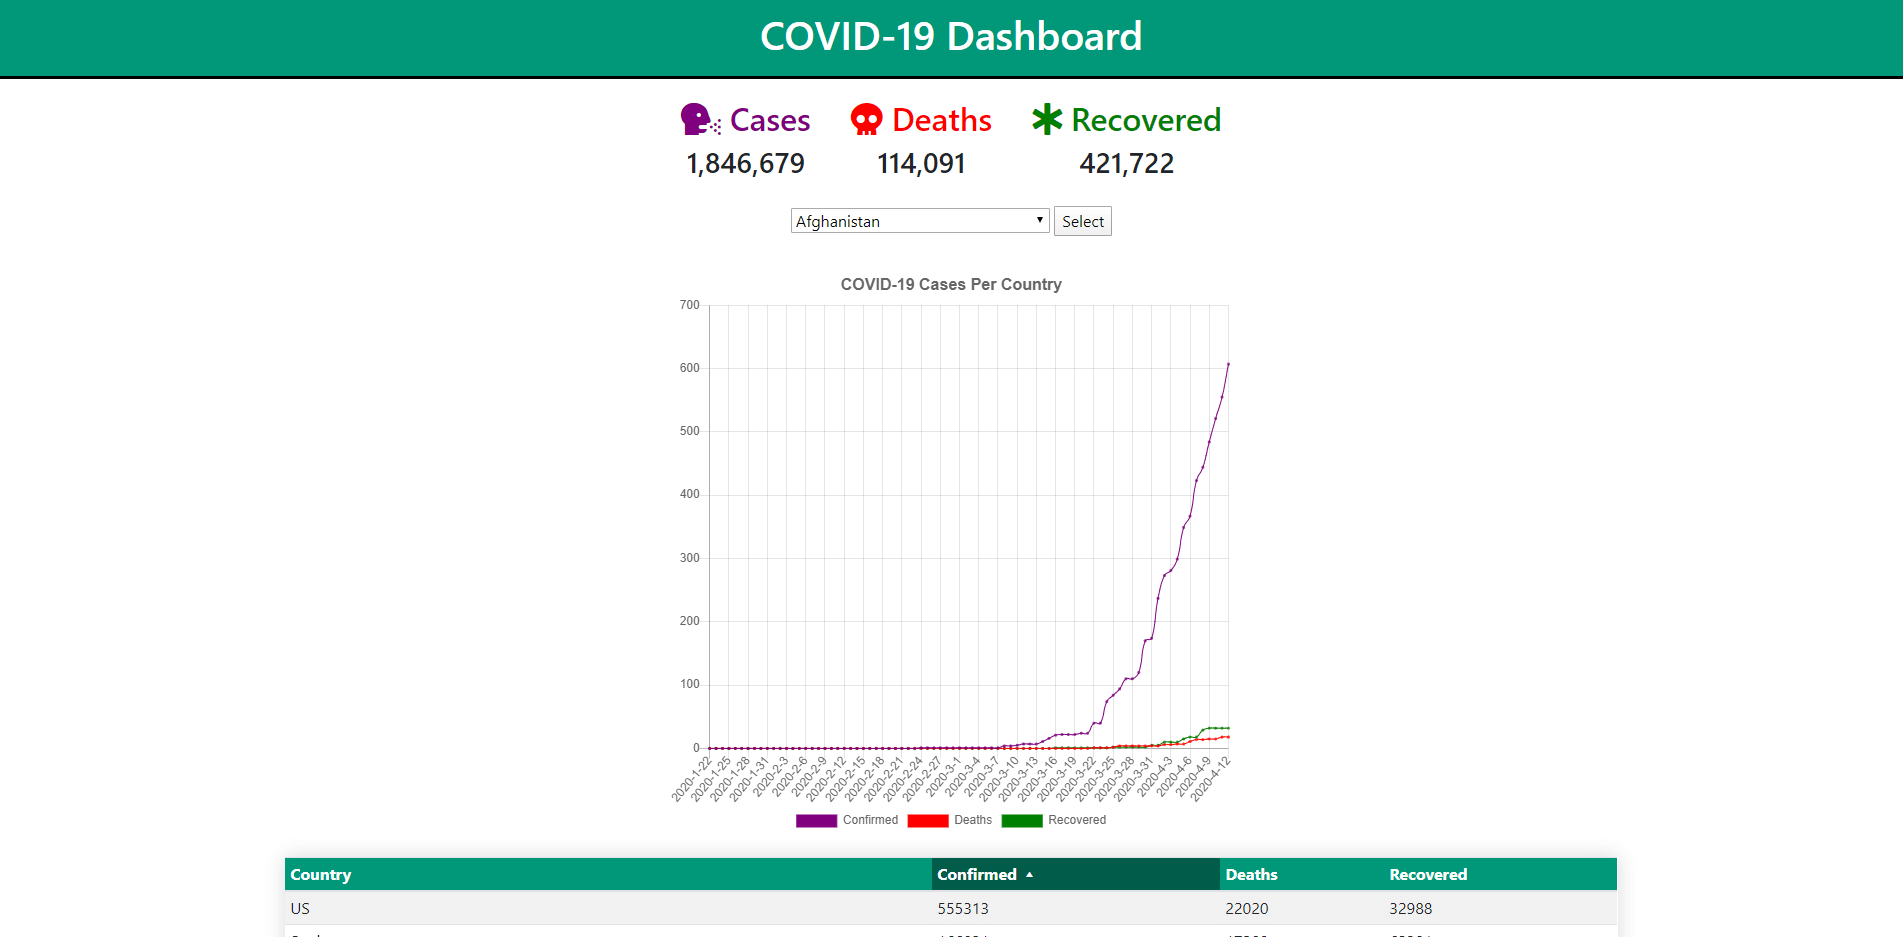 COVID-19 Dashboard
Cases Deaths Recovered
1,846,679 114,091 421,722
Afghanistan Select
COVID-19 Cases Per Country
700
600
500
400
300
200
100
0
2020-1-22 2020-1-25 2020-1-28 2020-1-31 2020-2-3 2020-2-6 2020-2-9 2020-2-12 2020-2-15 2020-2-18 2020-2-21 2020-2-24 2020-2-27 2020-3-1 2020-3-4 2020-3-7 2020-3-10 2020-3-13 2020-3-16 2020-3-19 2020-3-22 2020-3-25 2020-3-28 2020-3-31 2020-4-3 2020-4-6 2020-4-9 2020-4-12
Confirmed Deaths Recovered
Country Confirmed Deaths Recovered
US 555313 22020 32988